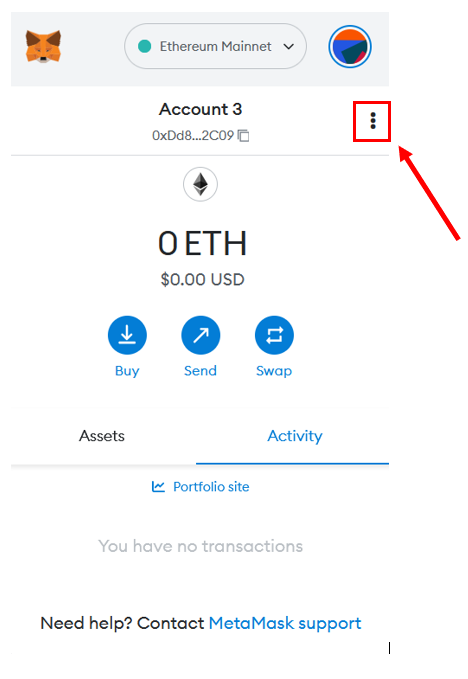 Ethereum Mainnet
Account 3
0xDd8...2C09
0 ETH
$0.00 USD
Buy Send Swap
Assets Activity
Portfolio site
You have no transactions
Need help? Contact MetaMask support